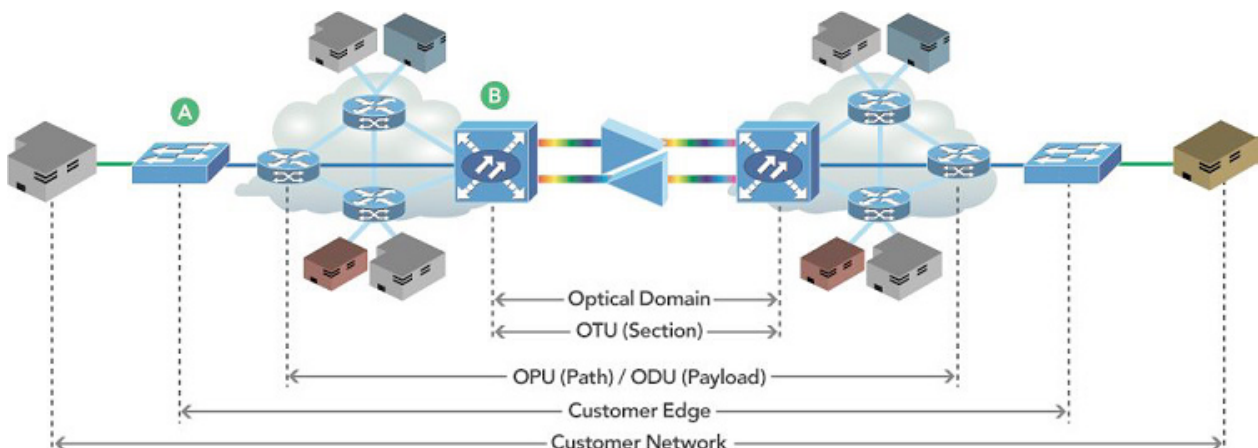 A
B
Optical Domain
OTU (Section)
OPU (Path) / ODU (Payload)
Customer Edge
Customer Network